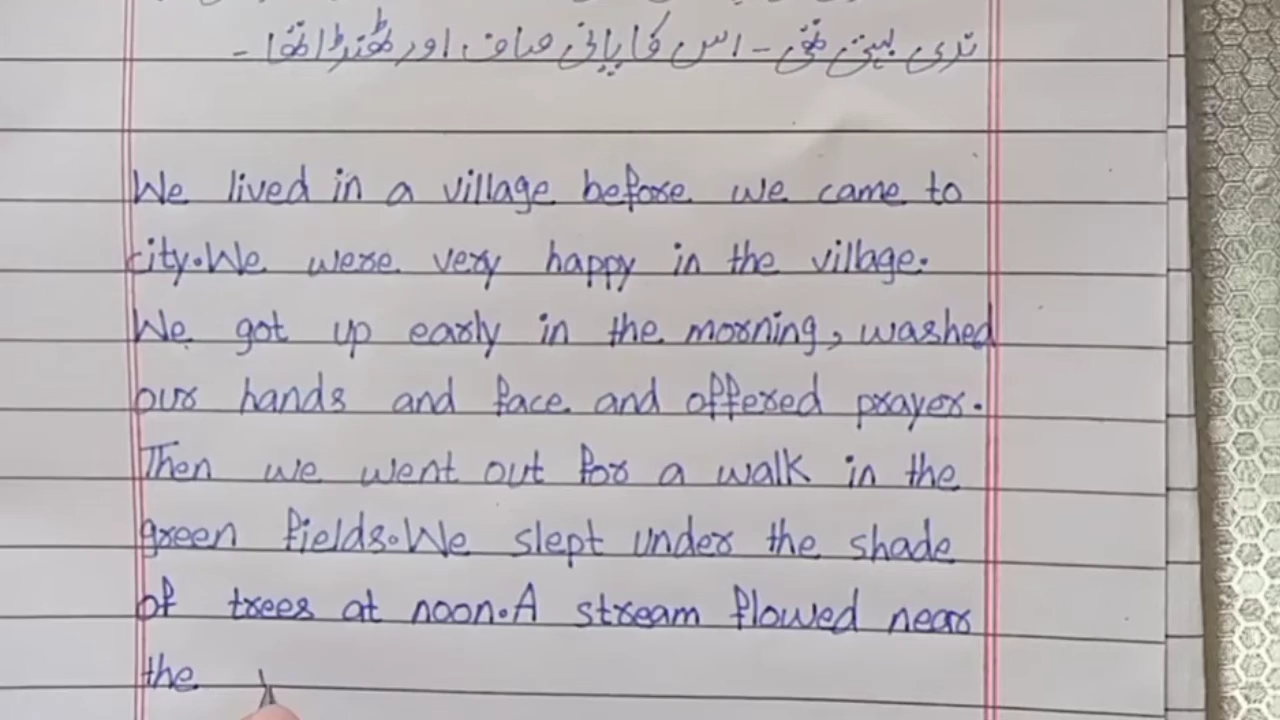 ندی بہتی تھی - اس کا پانی صاف اور ٹھنڈا تھا -
We lived in a village before we came to
city. We were very happy in the village.
We got up early in the morning, washed
our hands and face and offered prayer.
Then we went out for a walk in the
green fields. We slept under the shade
of trees at noon. A stream flowed near
the